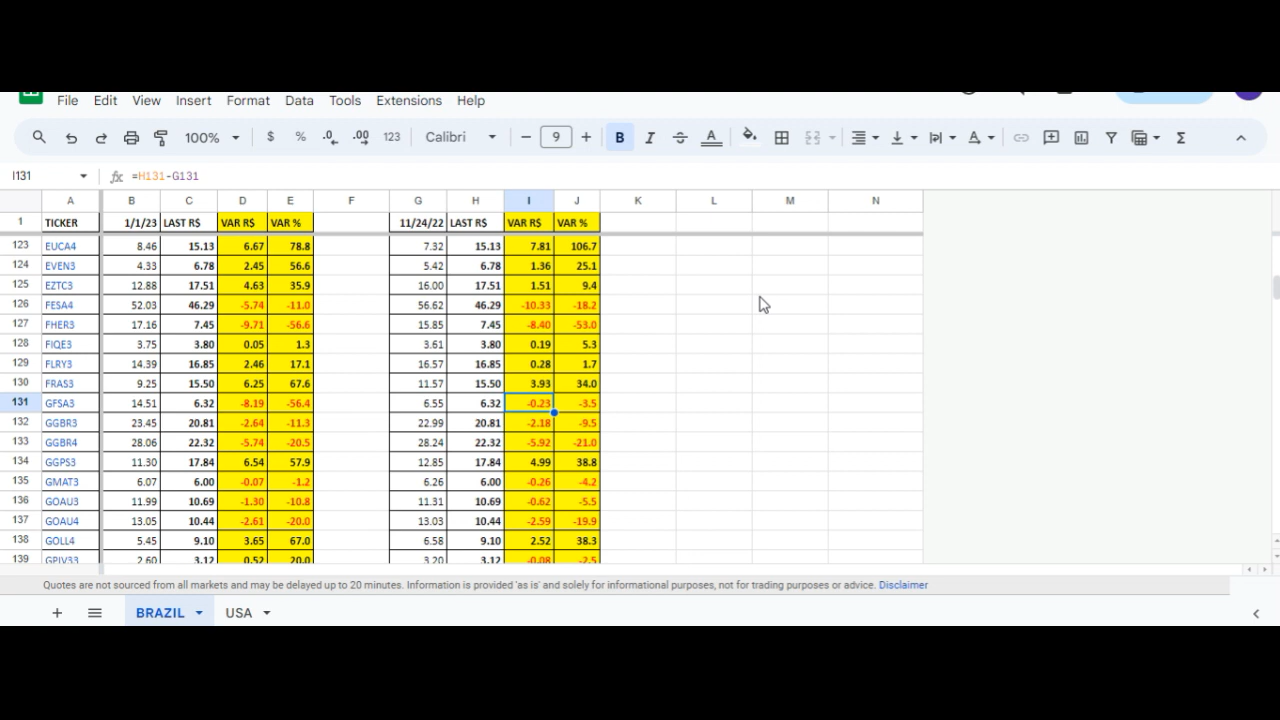 File Edit View Insert Format Data Tools Extensions Help
100% $ % .0 .00 123 Calibri 9 B I A Σ
I131 fx =H131-G131
A B C D E F G H I J K L M N
1 TICKER 1/1/23 LAST R$ VAR R$ VAR % 11/24/22 LAST R$ VAR R$ VAR %
123 EUCA4 8.46 15.13 6.67 78.8 7.32 15.13 7.81 106.7
124 EVEN3 4.33 6.78 2.45 56.6 5.42 6.78 1.36 25.1
125 EZTC3 12.88 17.51 4.63 35.9 16.00 17.51 1.51 9.4
126 FESA4 52.03 46.29 -5.74 -11.0 56.62 46.29 -10.33 -18.2
127 FHER3 17.16 7.45 -9.71 -56.6 15.85 7.45 -8.40 -53.0
128 FIQE3 3.75 3.80 0.05 1.3 3.61 3.80 0.19 5.3
129 FLRY3 14.39 16.85 2.46 17.1 16.57 16.85 0.28 1.7
130 FRAS3 9.25 15.50 6.25 67.6 11.57 15.50 3.93 34.0
131 GFSA3 14.51 6.32 -8.19 -56.4 6.55 6.32 -0.23 -3.5
132 GGBR3 23.45 20.81 -2.64 -11.3 22.99 20.81 -2.18 -9.5
133 GGBR4 28.06 22.32 -5.74 -20.5 28.24 22.32 -5.92 -21.0
134 GGPS3 11.30 17.84 6.54 57.9 12.85 17.84 4.99 38.8
135 GMAT3 6.07 6.00 -0.07 -1.2 6.26 6.00 -0.26 -4.2
136 GOAU3 11.99 10.69 -1.30 -10.8 11.31 10.69 -0.62 -5.5
137 GOAU4 13.05 10.44 -2.61 -20.0 13.03 10.44 -2.59 -19.9
138 GOLL4 5.45 9.10 3.65 67.0 6.58 9.10 2.52 38.3
139 GPIV33 2.60 3.12 0.52 20.0 3.20 3.12 -0.08 -2.5
Quotes are not sourced from all markets and may be delayed up to 20 minutes. Information is provided 'as is' and solely for informational purposes, not for trading purposes or advice. Disclaimer
BRAZIL USA